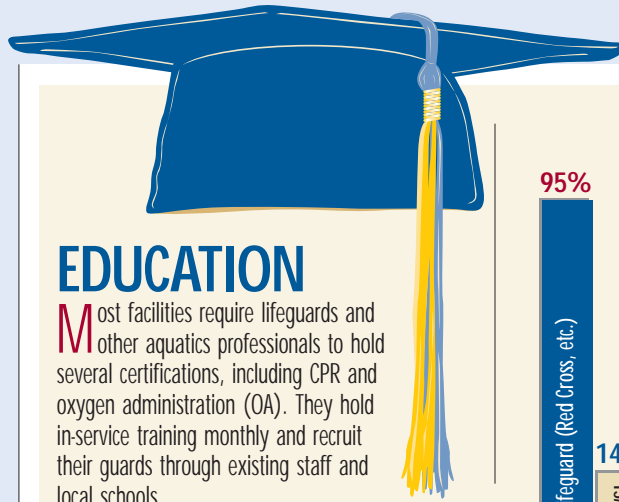 EDUCATION
Most facilities require lifeguards and
other aquatics professionals to hold
several certifications, including CPR and
oxygen administration (OA). They hold
in-service training monthly and recruit
their guards through existing staff and
local schools
95%
(Red Cross, etc.)
14